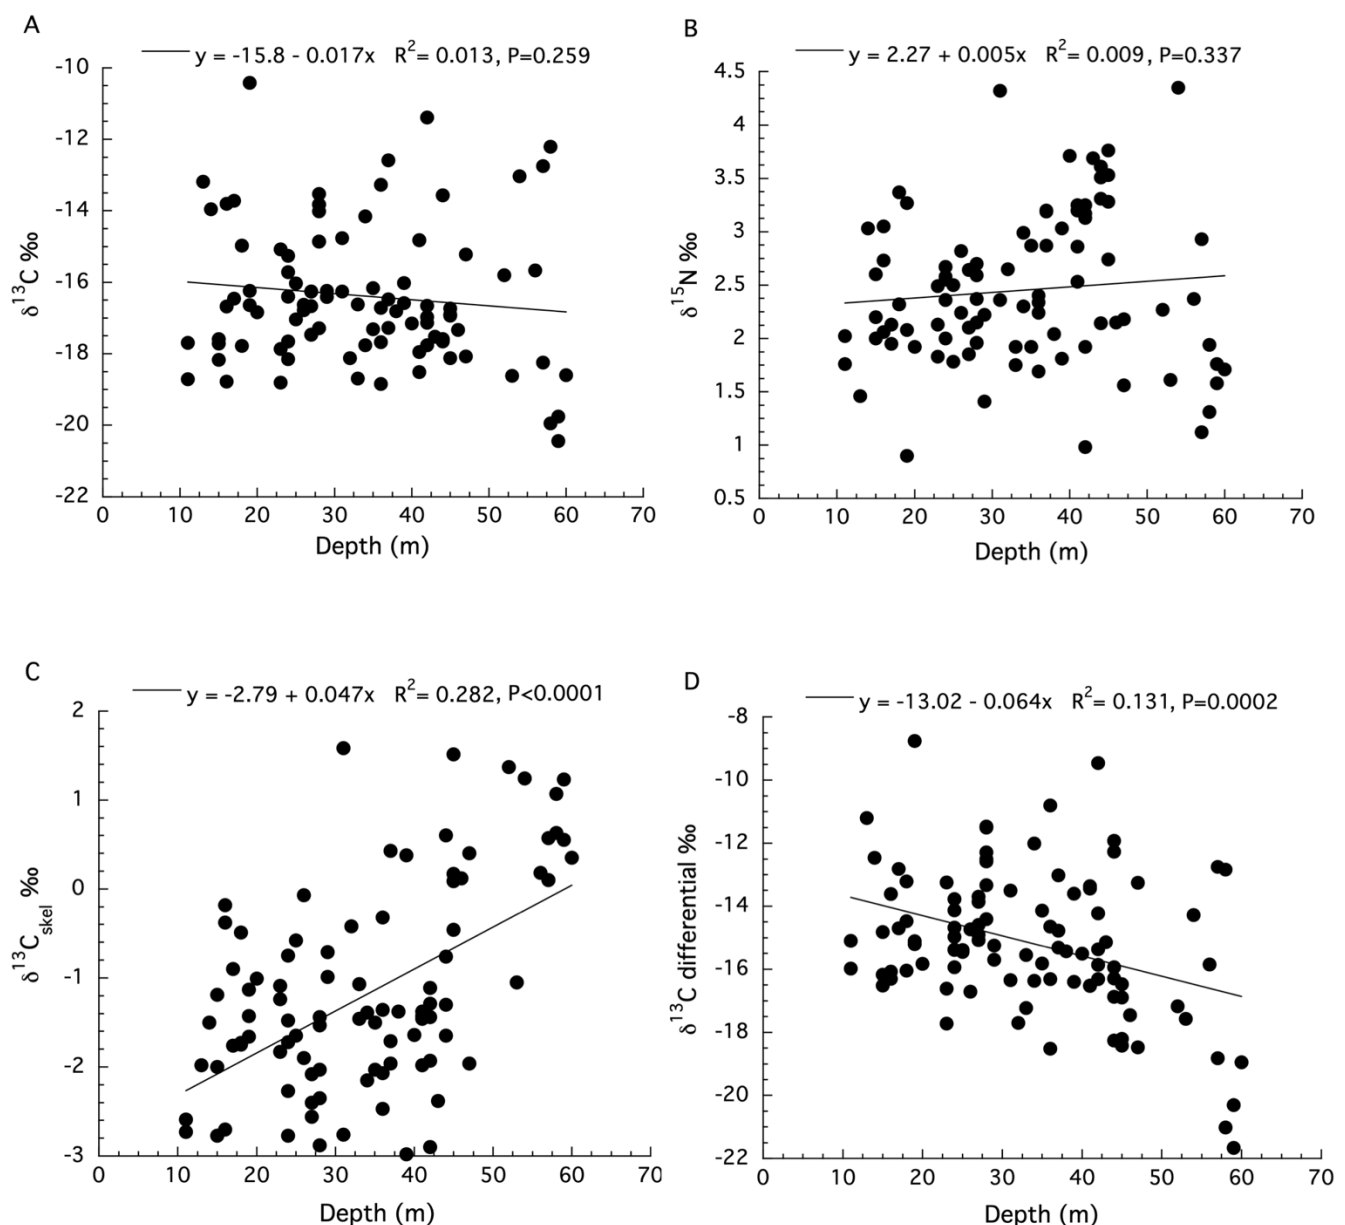 A
y = -15.8 - 0.017x R²= 0.013, P=0.259
-10
-12
-14
-16
-18
-20
-22
δ¹³C ‰
0 10 20 30 40 50 60 70
Depth (m)
B
y = 2.27 + 0.005x R²= 0.009, P=0.337
4.5
4
3.5
3
2.5
2
1.5
1
0.5
δ¹⁵N ‰
0 10 20 30 40 50 60 70
Depth (m)
C
y = -2.79 + 0.047x R²= 0.282, P<0.0001
2
1
0
-1
-2
-3
δ¹³Cskel ‰
0 10 20 30 40 50 60 70
Depth (m)
D
y = -13.02 - 0.064x R²= 0.131, P=0.0002
-8
-10
-12
-14
-16
-18
-20
-22
δ¹³C differential ‰
0 10 20 30 40 50 60 70
Depth (m)